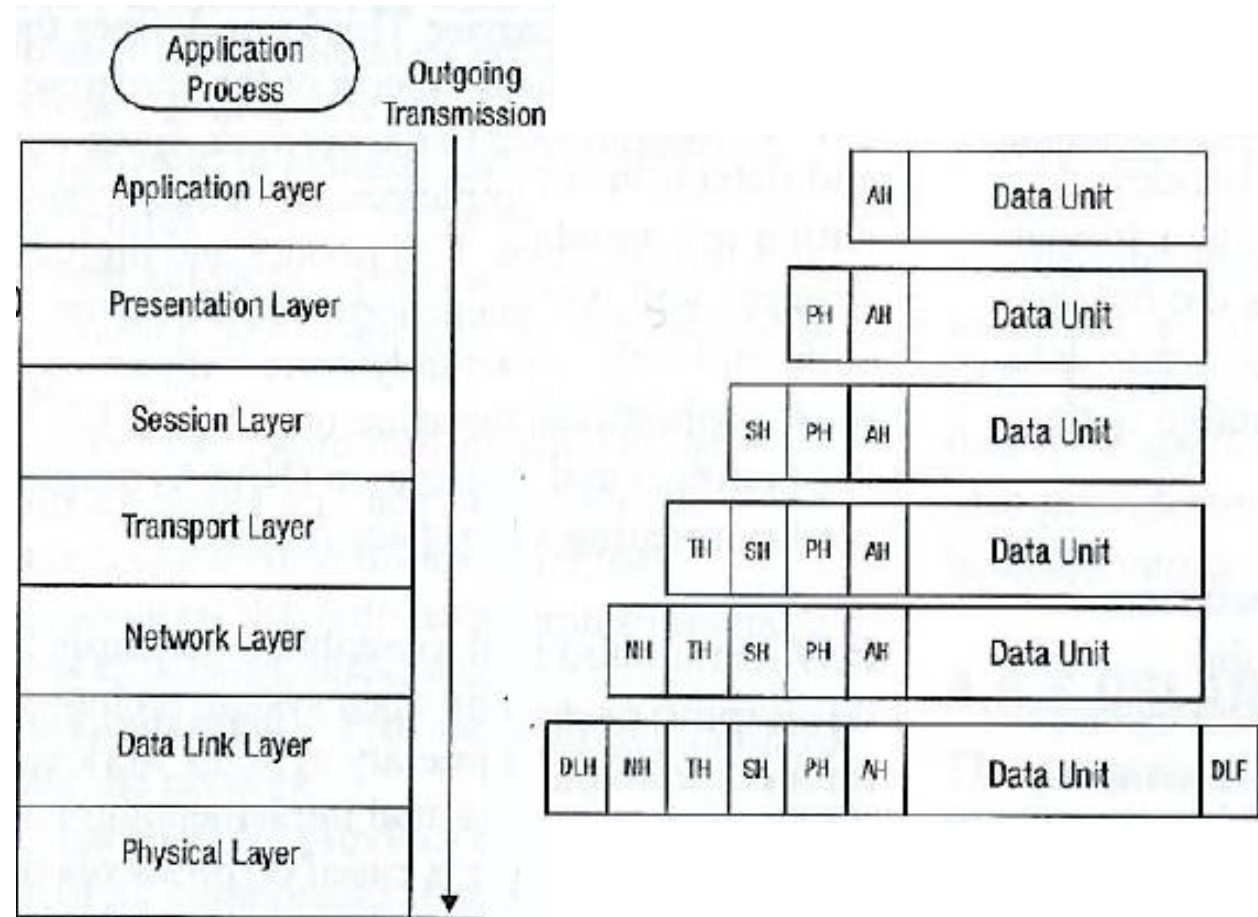 Application
Process
Outgoing
Transmission
Application Layer
AH Data Unit
Presentation Layer
PH AH Data Unit
Session Layer
SH PH AH Data Unit
Transport Layer
TH SH PH AH Data Unit
Network Layer
NH TH SH PH AH Data Unit
Data Link Layer
DLH NH TH SH PH AH Data Unit DLF
Physical Layer